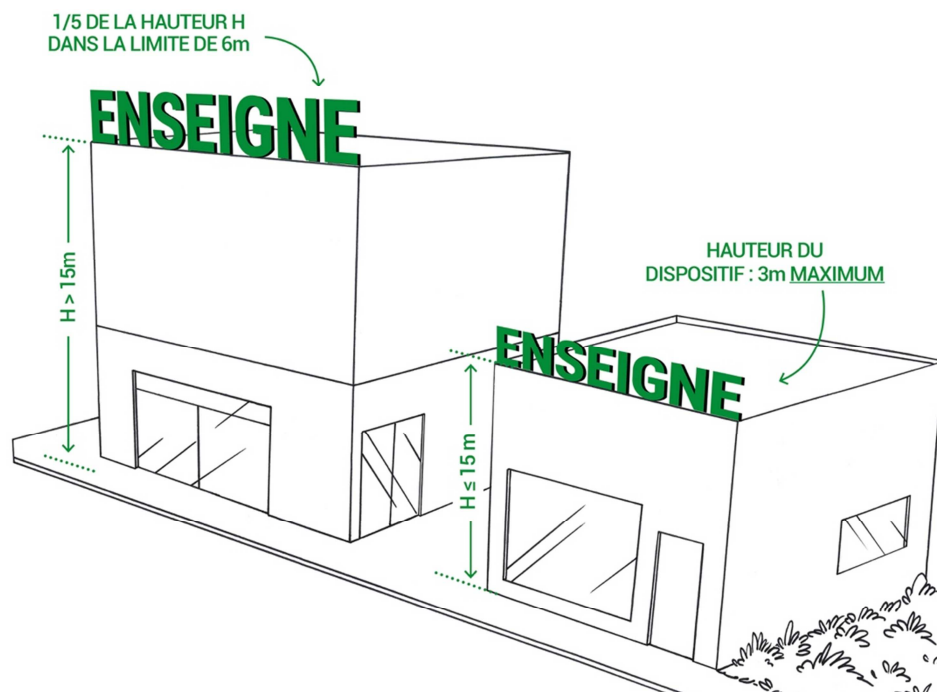 1/5 DE LA HAUTEUR H
DANS LA LIMITE DE 6m
ENSEIGNE
H > 15m
HAUTEUR DU
DISPOSITIF : 3m MAXIMUM
ENSEIGNE
H ≤ 15 m